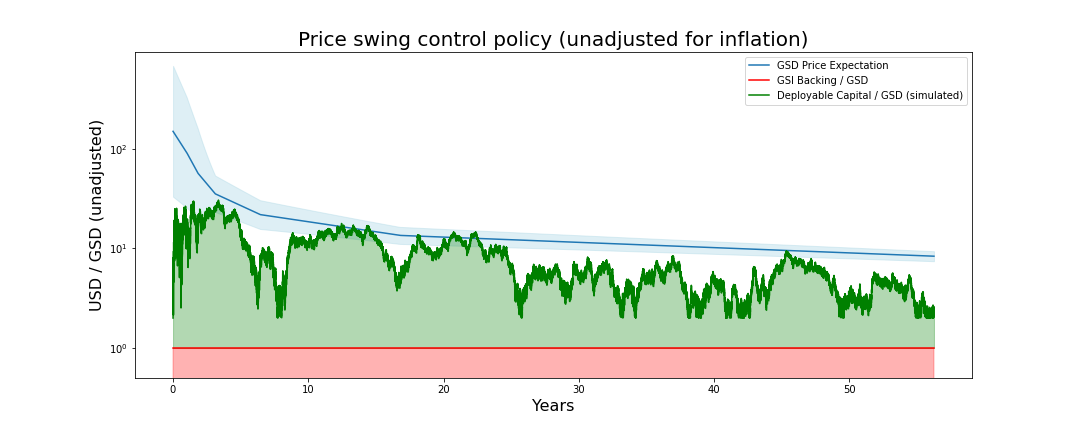 Price swing control policy (unadjusted for inflation)
GSD Price Expectation
GSI Backing / GSD
Deployable Capital / GSD (simulated)
USD / GSD (unadjusted)
10²
10¹
10⁰
0 10 20 30 40 50
Years